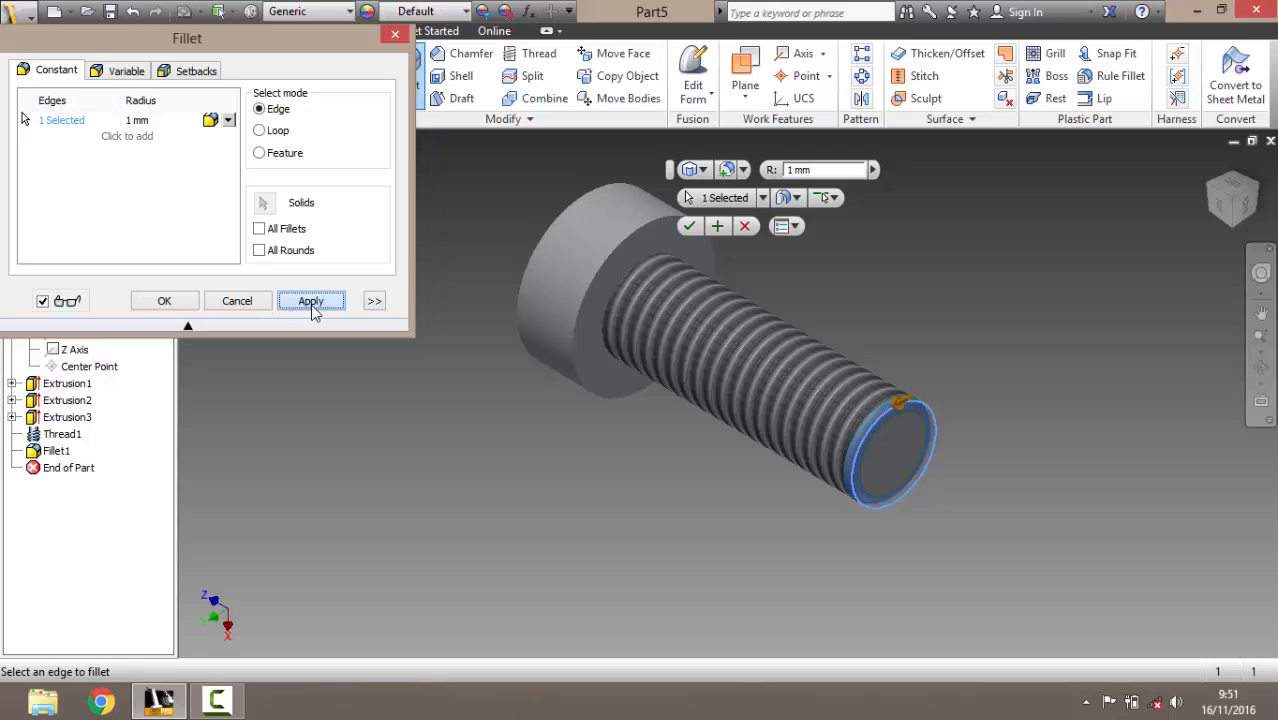 Generic
Default
Part5
Type a keyword or phrase
Sign In
Fillet
Online
Constant
Variable
Setbacks
Edges
Radius
1 Selected
1 mm
Click to add
Select mode
Edge
Loop
Feature
Solids
All Fillets
All Rounds
OK
Cancel
Apply
>>
Chamfer
Thread
Move Face
Shell
Split
Copy Object
Draft
Combine
Move Bodies
Modify
Edit
Form
Fusion
Plane
Axis
Point
UCS
Work Features
Pattern
Thicken/Offset
Stitch
Sculpt
Surface
Grill
Snap Fit
Boss
Rule Fillet
Rest
Lip
Plastic Part
Harness
Convert to
Sheet Metal
Convert
R: 1 mm
1 Selected
Z Axis
Center Point
Extrusion1
Extrusion2
Extrusion3
Thread1
Fillet1
End of Part
Z
Y
X
Select an edge to fillet
1
1
PRO
9:51
16/11/2016